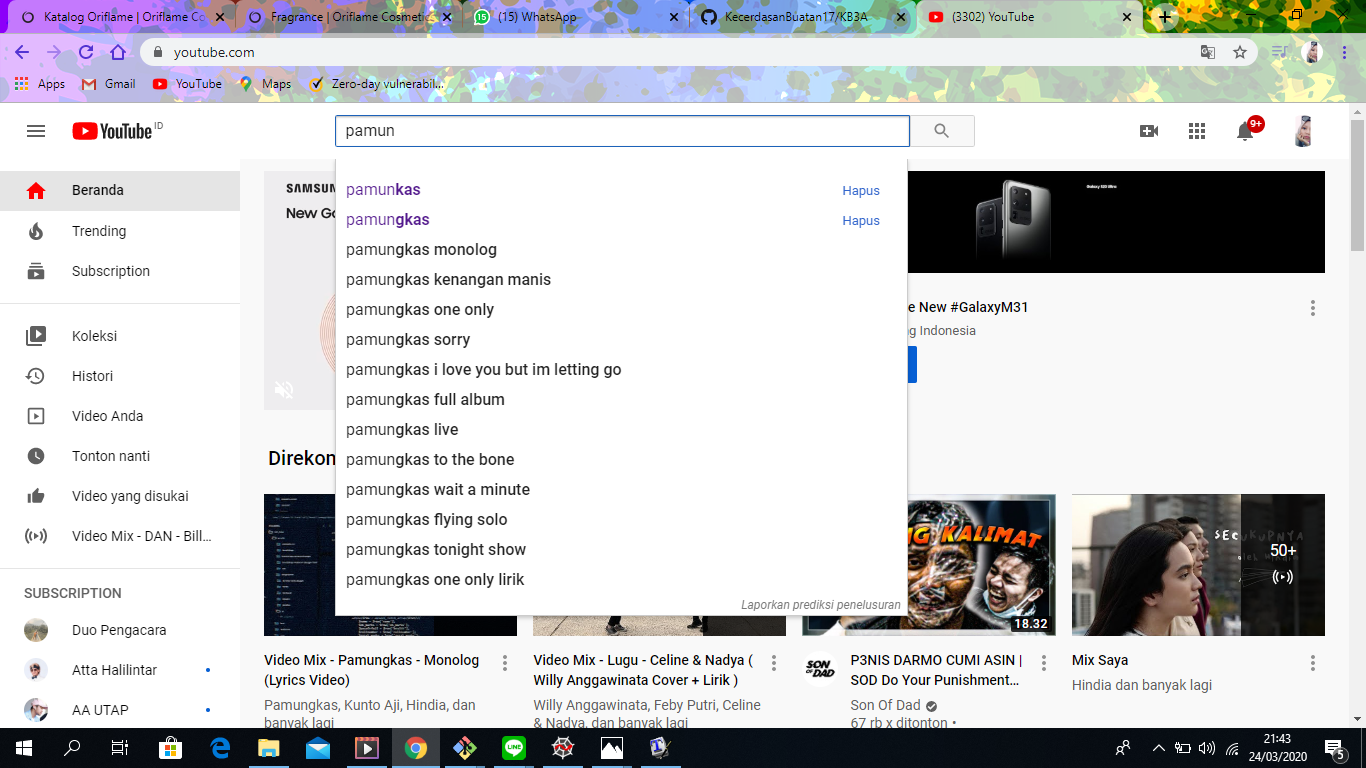 Katalog Oriflame | Oriflame Co
Fragrance | Oriflame Cosmetics
(15) WhatsApp
KecerdasanBuatan17/KB3A
(3302) YouTube
youtube.com
Apps
Gmail
YouTube
Maps
Zero-day vulnerabil...
YouTube ID
pamun
9+
Beranda
Trending
Subscription
Koleksi
Histori
Video Anda
Tonton nanti
Video yang disukai
Video Mix - DAN - Bill...
SUBSCRIPTION
Duo Pengacara
Atta Halilintar
AA UTAP
SAMSUN
New Ga
pamunkas Hapus
pamungkas Hapus
pamungkas monolog
pamungkas kenangan manis
pamungkas one only
pamungkas sorry
pamungkas i love you but im letting go
pamungkas full album
pamungkas live
pamungkas to the bone
pamungkas wait a minute
pamungkas flying solo
pamungkas tonight show
pamungkas one only lirik
Laporkan prediksi penelusuran
e New #GalaxyM31
g Indonesia
Direkom
NG KALIMAT
18.32
50+
Video Mix - Pamungkas - Monolog
(Lyrics Video)
Pamungkas, Kunto Aji, Hindia, dan
banyak lagi
Video Mix - Lugu - Celine & Nadya (
Willy Anggawinata Cover + Lirik )
Willy Anggawinata, Feby Putri, Celine
& Nadya, dan banyak lagi
SON OF DAD
P3NIS DARMO CUMI ASIN |
SOD Do Your Punishment...
Son Of Dad
67 rb x ditonton •
Mix Saya
Hindia dan banyak lagi
21:43
24/03/2020
5